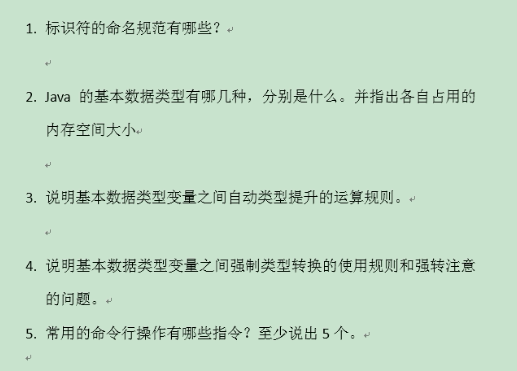 1. 标识符的命名规范有哪些?
2. Java 的基本数据类型有哪几种，分别是什么。并指出各自占用的
内存空间大小
3. 说明基本数据类型变量之间自动类型提升的运算规则。
4. 说明基本数据类型变量之间强制类型转换的使用规则和强转注意
的问题。
5. 常用的命令行操作有哪些指令？至少说出 5 个。